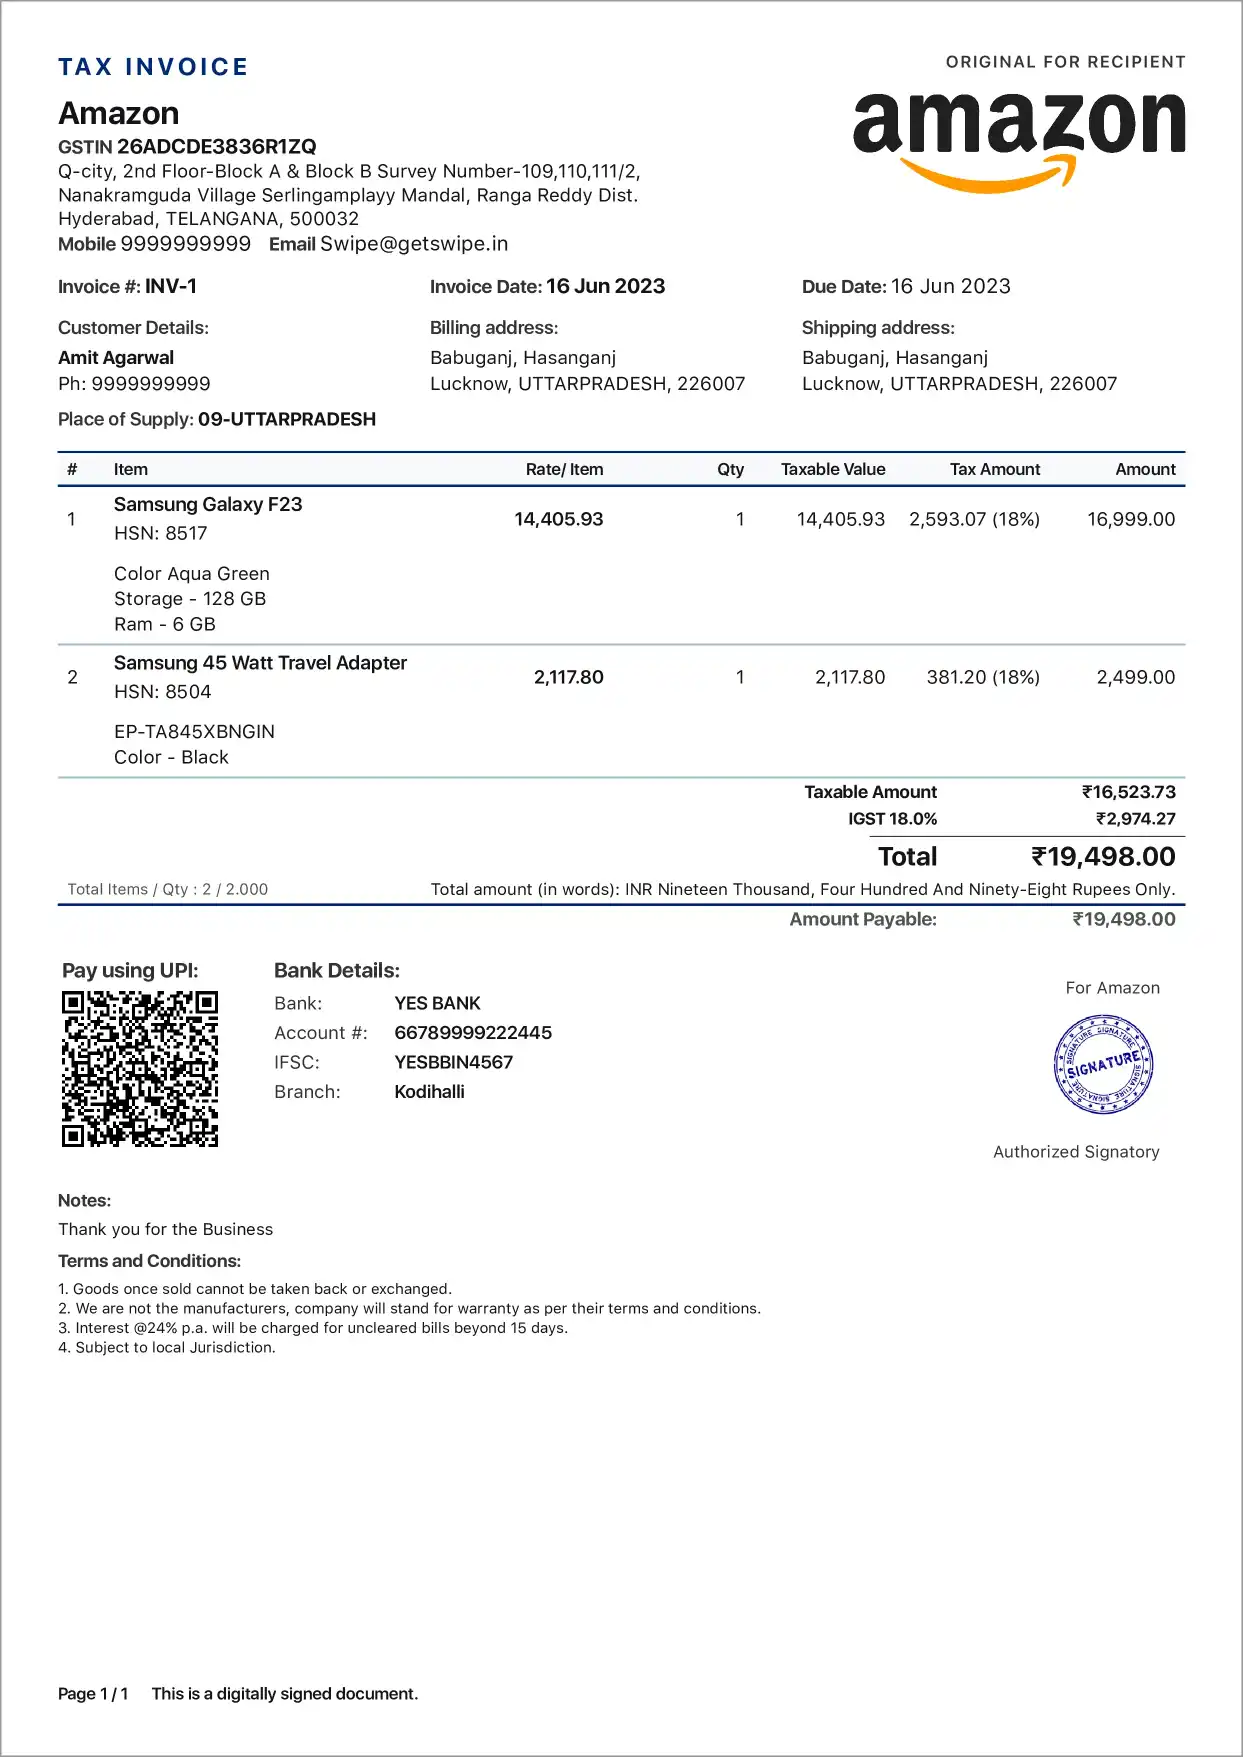 TAX INVOICE
ORIGINAL FOR RECIPIENT
Amazon
amazon
GSTIN 26ADCDE3836R1ZQ
Q-city, 2nd Floor-Block A & Block B Survey Number-109,110,111/2,
Nanakramguda Village Serlingamplayy Mandal, Ranga Reddy Dist.
Hyderabad, TELANGANA, 500032
Mobile 9999999999 Email Swipe@getswipe.in
Invoice #: INV-1 Invoice Date: 16 Jun 2023 Due Date: 16 Jun 2023
Customer Details: Billing address: Shipping address:
Amit Agarwal Babuganj, Hasanganj Babuganj, Hasanganj
Ph: 9999999999 Lucknow, UTTARPRADESH, 226007 Lucknow, UTTARPRADESH, 226007
Place of Supply: 09-UTTARPRADESH
# Item Rate/ Item Qty Taxable Value Tax Amount Amount
Samsung Galaxy F23
1 14,405.93 1 14,405.93 2,593.07 (18%) 16,999.00
HSN: 8517
Color Aqua Green
Storage - 128 GB
Ram - 6 GB
Samsung 45 Watt Travel Adapter
2 2,117.80 1 2,117.80 381.20 (18%) 2,499.00
HSN: 8504
EP-TA845XBNGIN
Color - Black
Taxable Amount ₹16,523.73
IGST 18.0% ₹2,974.27
Total ₹19,498.00
Total Items / Qty : 2 / 2.000 Total amount (in words): INR Nineteen Thousand, Four Hundred And Ninety-Eight Rupees Only.
Amount Payable: ₹19,498.00
Pay using UPI: Bank Details:
For Amazon
Bank: YES BANK
Account #: 66789999222445
IFSC: YESBBIN4567
Branch: Kodihalli
SIGNATURE SIGNATURE SIGNATURE
SIGNATURE
SIGNATURE SIGNATURE SIGNATURE
Authorized Signatory
Notes:
Thank you for the Business
Terms and Conditions:
1. Goods once sold cannot be taken back or exchanged.
2. We are not the manufacturers, company will stand for warranty as per their terms and conditions.
3. Interest @24% p.a. will be charged for uncleared bills beyond 15 days.
4. Subject to local Jurisdiction.
Page 1 / 1 This is a digitally signed document.